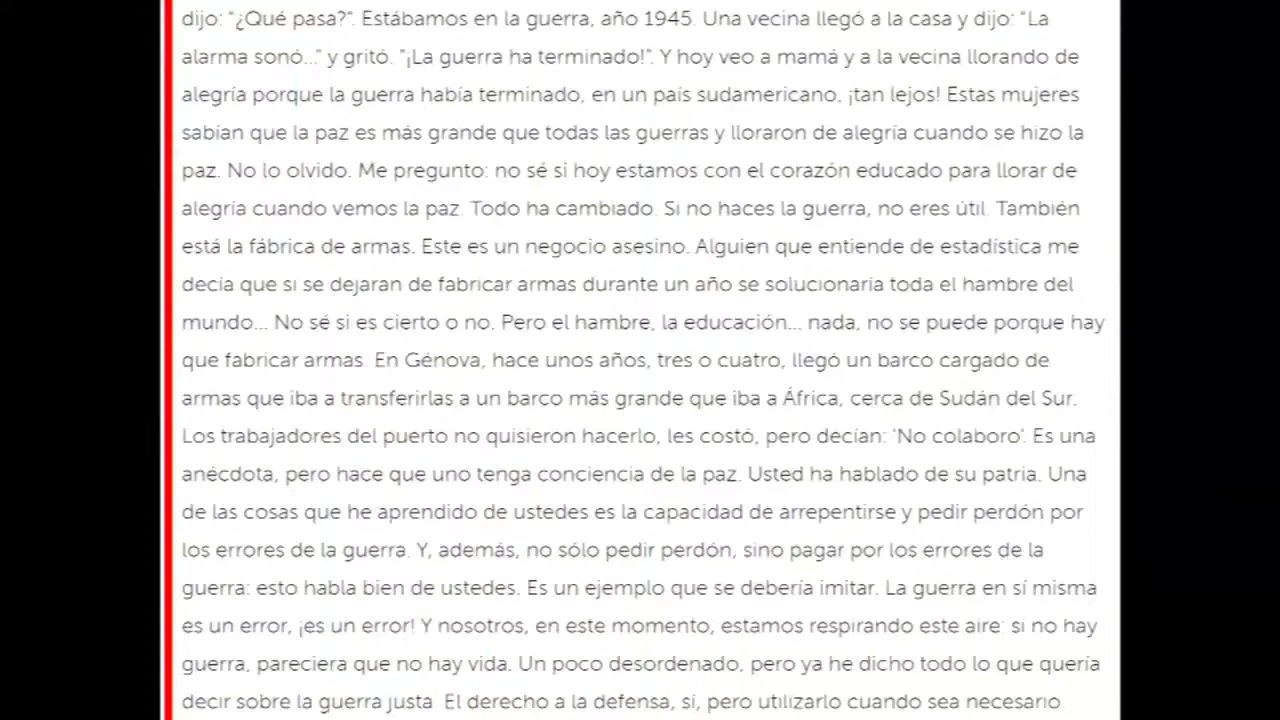 dijo: "¿Qué pasa?". Estábamos en la guerra, año 1945. Una vecina llegó a la casa y dijo: "La
alarma sonó..." y gritó. "¡La guerra ha terminado!". Y hoy veo a mamá y a la vecina llorando de
alegría porque la guerra había terminado, en un país sudamericano, ¡tan lejos! Estas mujeres
sabían que la paz es más grande que todas las guerras y lloraron de alegría cuando se hizo la
paz. No lo olvido. Me pregunto: no sé si hoy estamos con el corazón educado para llorar de
alegría cuando vemos la paz. Todo ha cambiado. Si no haces la guerra, no eres útil. También
está la fábrica de armas. Este es un negocio asesino. Alguien que entiende de estadística me
decía que si se dejaran de fabricar armas durante un año se solucionaría toda el hambre del
mundo... No sé si es cierto o no. Pero el hambre, la educación... nada, no se puede porque hay
que fabricar armas. En Génova, hace unos años, tres o cuatro, llegó un barco cargado de
armas que iba a transferirlas a un barco más grande que iba a África, cerca de Sudán del Sur.
Los trabajadores del puerto no quisieron hacerlo, les costó, pero decían: 'No colaboro'. Es una
anécdota, pero hace que uno tenga conciencia de la paz. Usted ha hablado de su patria. Una
de las cosas que he aprendido de ustedes es la capacidad de arrepentirse y pedir perdón por
los errores de la guerra. Y, además, no sólo pedir perdón, sino pagar por los errores de la
guerra: esto habla bien de ustedes. Es un ejemplo que se debería imitar. La guerra en sí misma
es un error, ¡es un error! Y nosotros, en este momento, estamos respirando este aire: si no hay
guerra, pareciera que no hay vida. Un poco desordenado, pero ya he dicho todo lo que quería
decir sobre la guerra justa. El derecho a la defensa, sí, pero utilizarlo cuando sea necesario